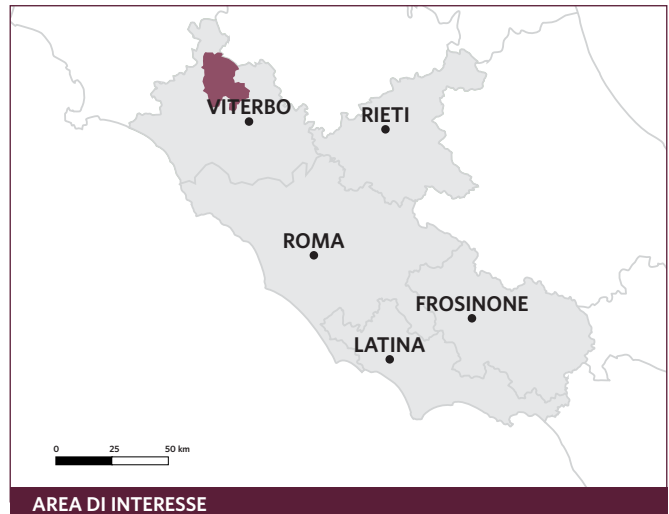 VITERBO
RIETI
ROMA
FROSINONE
LATINA
0 25 50 km
AREA DI INTERESSE